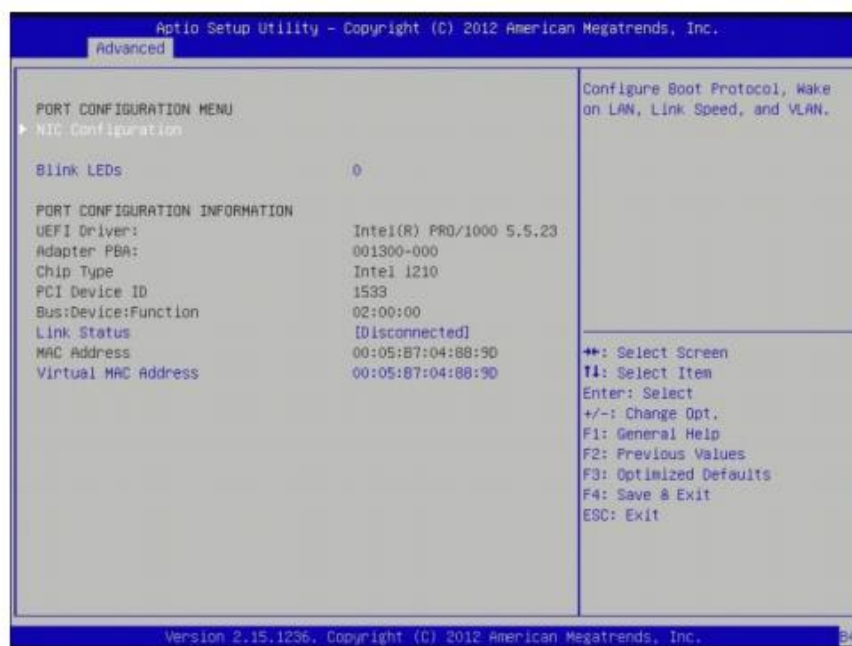 Aptio Setup Utility – Copyright (C) 2012 American Megatrends, Inc.
Advanced
PORT CONFIGURATION MENU
NIC Configuration
Blink LEDs 0
PORT CONFIGURATION INFORMATION
UEFI Driver: Intel(R) PRO/1000 5.5.23
Adapter PBA: 001300-000
Chip Type Intel i210
PCI Device ID 1533
Bus:Device:Function 02:00:00
Link Status [Disconnected]
MAC Address 00:05:B7:04:88:9D
Virtual MAC Address 00:05:B7:04:88:9D
Configure Boot Protocol, Wake
on LAN, Link Speed, and VLAN.
→←: Select Screen
↑↓: Select Item
Enter: Select
+/-: Change Opt.
F1: General Help
F2: Previous Values
F3: Optimized Defaults
F4: Save & Exit
ESC: Exit
Version 2.15.1236. Copyright (C) 2012 American Megatrends, Inc.